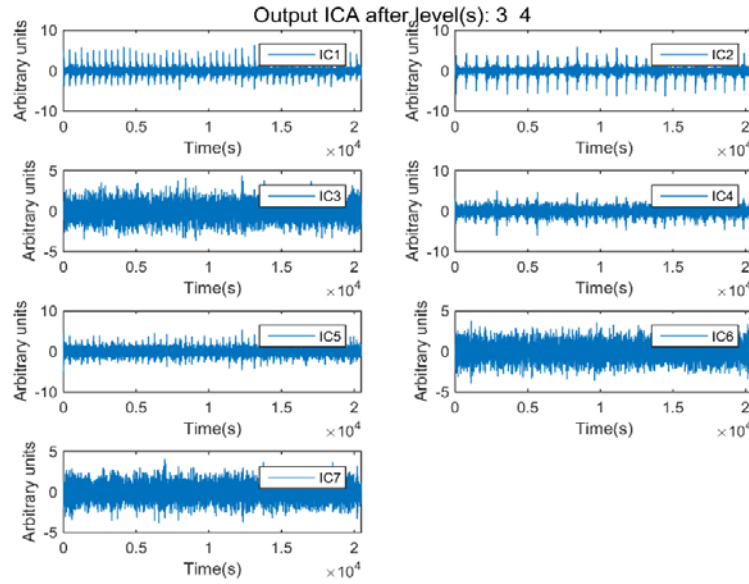 Output ICA after level(s): 3 4
10
0
-10
Arbitrary units
IC1
0 0.5 1 1.5 2
Time(s)
×10⁴
10
0
-10
Arbitrary units
IC2
0 0.5 1 1.5 2
Time(s)
×10⁴
5
0
-5
Arbitrary units
IC3
0 0.5 1 1.5 2
Time(s)
×10⁴
10
0
-10
Arbitrary units
IC4
0 0.5 1 1.5 2
Time(s)
×10⁴
10
0
-10
Arbitrary units
IC5
0 0.5 1 1.5 2
Time(s)
×10⁴
5
0
-5
Arbitrary units
IC6
0 0.5 1 1.5 2
Time(s)
×10⁴
5
0
-5
Arbitrary units
IC7
0 0.5 1 1.5 2
Time(s)
×10⁴